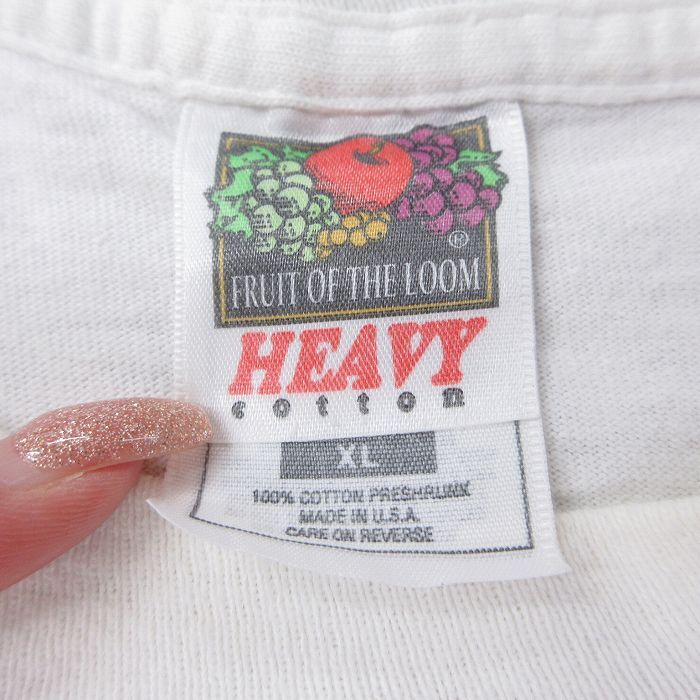 ®
FRUIT OF THE LOOM
HEAVY
cotton
XL
100% COTTON PRESHRUNK
MADE IN U.S.A.
CARE ON REVERSE